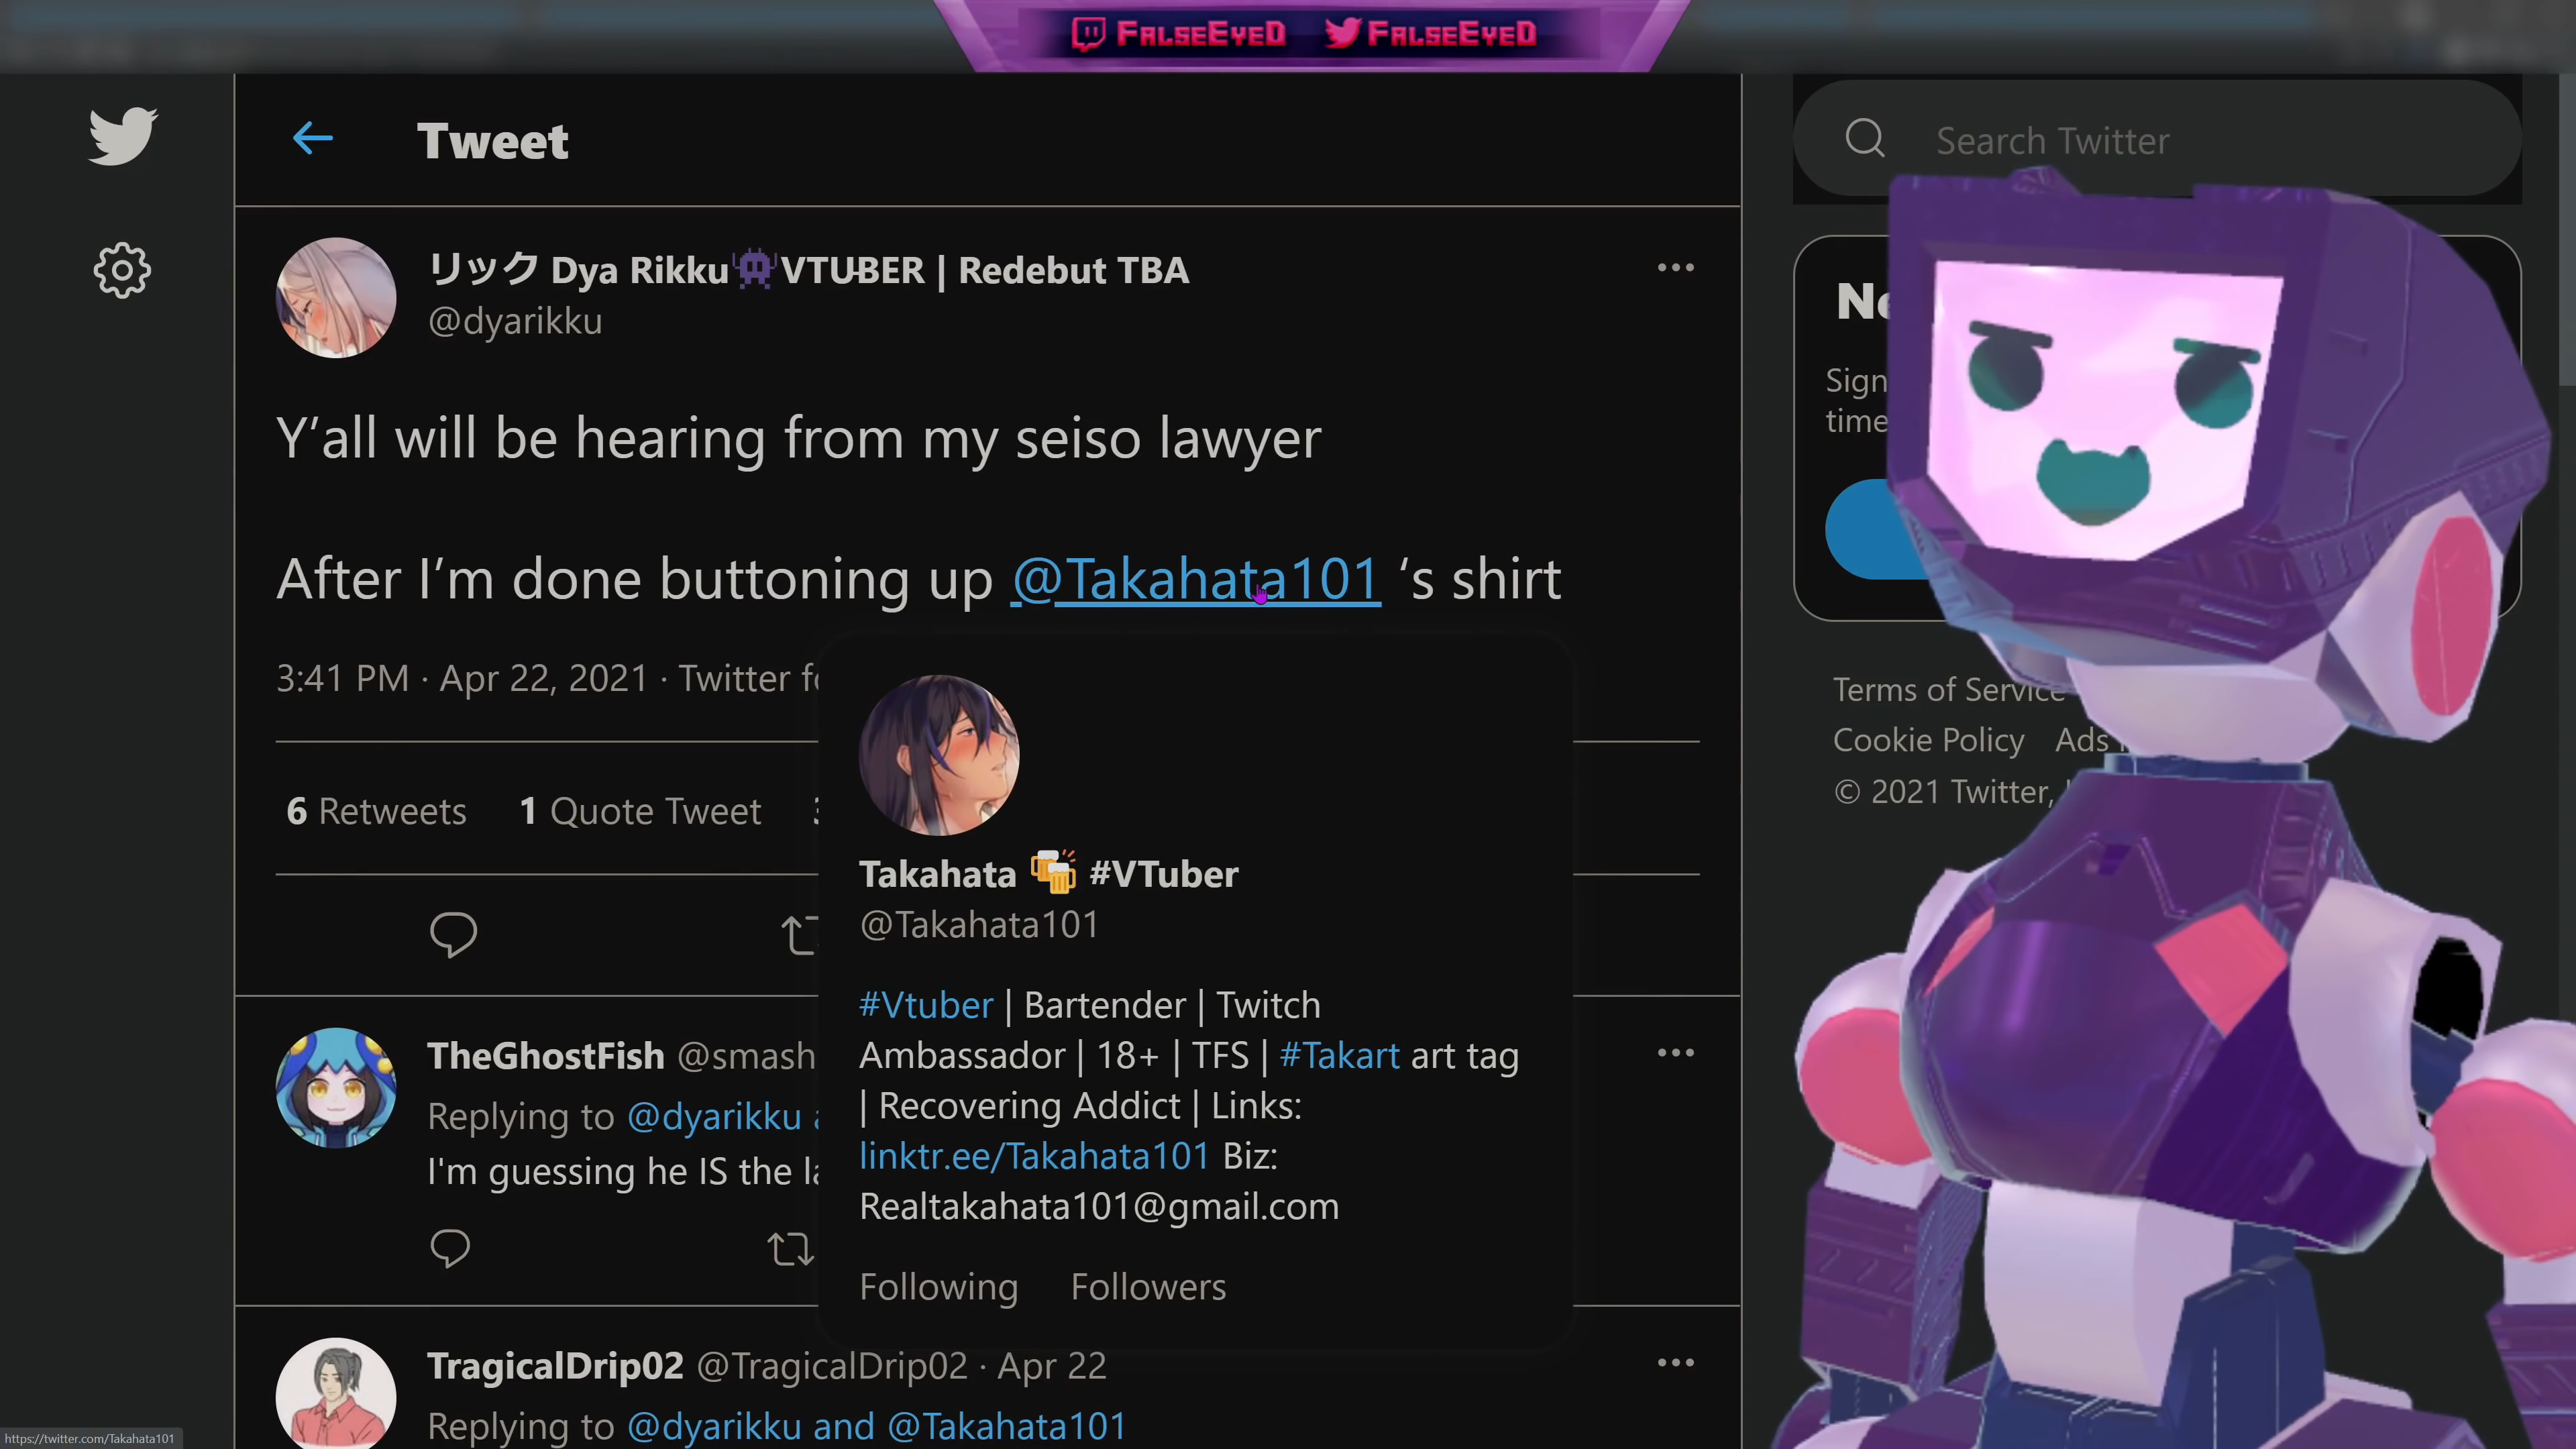 FALSEEYED FALSEEYED
Tweet
Search Twitter
リック Dya Rikku👾VTUBER | Redebut TBA
@dyarikku
Y’all will be hearing from my seiso lawyer
After I’m done buttoning up @Takahata101 ‘s shirt
3:41 PM · Apr 22, 2021 · Twitter
6 Retweets 1 Quote Tweet
Takahata 🍻 #VTuber
@Takahata101
#Vtuber | Bartender | Twitch
Ambassador | 18+ | TFS | #Takart art tag
| Recovering Addict | Links:
linktr.ee/Takahata101 Biz:
Realtakahata101@gmail.com
Following Followers
TheGhostFish @smash
Replying to @dyarikku
I'm guessing he IS the
TragicalDrip02 @TragicalDrip02 · Apr 22
Replying to @dyarikku and @Takahata101
Sign
time
Terms of Service
Cookie Policy Ads
© 2021 Twitter,
https://twitter.com/Takahata101